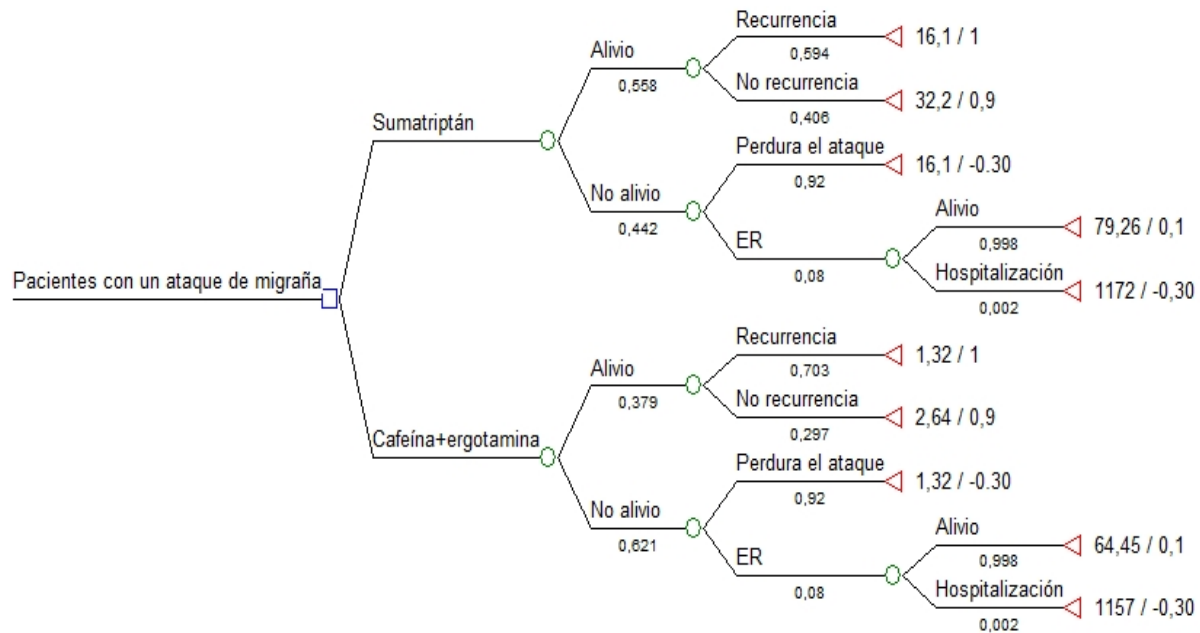 Recurrencia
16,1 / 1
0,594
Alivio
0,558
No recurrencia
32,2 / 0,9
0,406
Sumatriptán
Perdura el ataque
16,1 / -0.30
0,92
No alivio
0,442
Alivio
79,26 / 0,1
0,998
ER
0,08
Hospitalización
1172 / -0,30
0,002
Pacientes con un ataque de migraña
Recurrencia
1,32 / 1
0,703
Alivio
0,379
No recurrencia
2,64 / 0,9
0,297
Cafeína+ergotamina
Perdura el ataque
1,32 / -0.30
0,92
No alivio
0,621
Alivio
64,45 / 0,1
0,998
ER
0,08
Hospitalización
1157 / -0,30
0,002